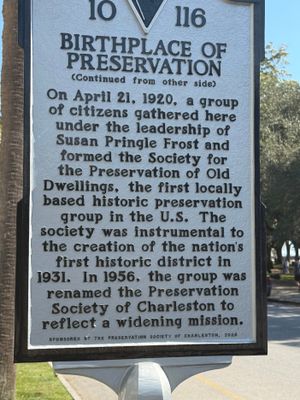 10 116
BIRTHPLACE OF
PRESERVATION
(Continued from other side)
On April 21, 1920, a group
of citizens gathered here
under the leadership of
Susan Pringle Frost and
formed the Society for
the Preservation of Old
Dwellings, the first locally
based historic preservation
group in the U.S. The
society was instrumental to
the creation of the nation's
first historic district in
1931. In 1956, the group was
renamed the Preservation
Society of Charleston to
reflect a widening mission.
SPONSORED BY THE PRESERVATION SOCIETY OF CHARLESTON, 2008